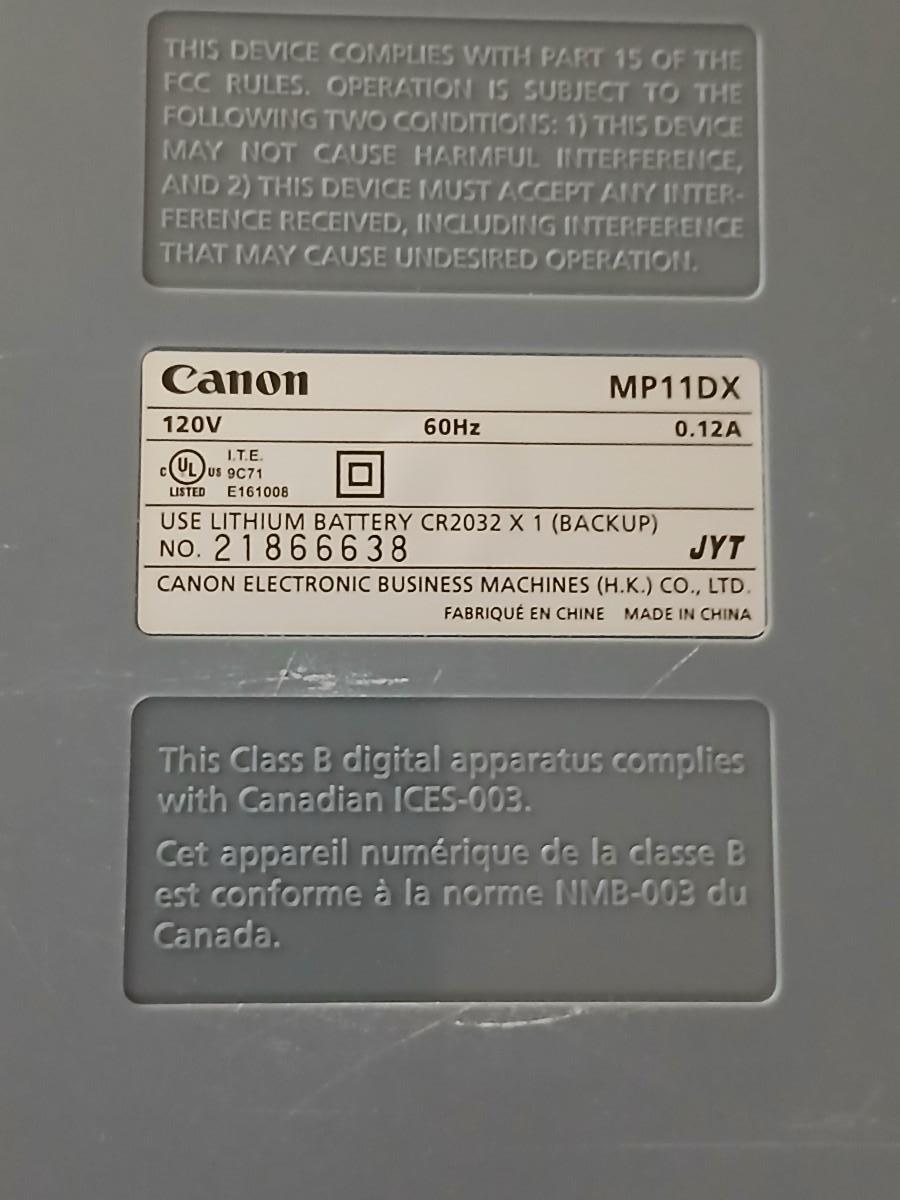 THIS DEVICE COMPLIES WITH PART 15 OF THE
FCC RULES. OPERATION IS SUBJECT TO THE
FOLLOWING TWO CONDITIONS: 1) THIS DEVICE
MAY NOT CAUSE HARMFUL INTERFERENCE,
AND 2) THIS DEVICE MUST ACCEPT ANY INTER-
FERENCE RECEIVED, INCLUDING INTERFERENCE
THAT MAY CAUSE UNDESIRED OPERATION.
Canon MP11DX
120V 60Hz 0.12A
I.T.E.
C UL US 9C71
LISTED E161008
USE LITHIUM BATTERY CR2032 X 1 (BACKUP)
NO. 21866638 JYT
CANON ELECTRONIC BUSINESS MACHINES (H.K.) CO., LTD.
FABRIQUÉ EN CHINE MADE IN CHINA
This Class B digital apparatus complies
with Canadian ICES-003.
Cet appareil numérique de la classe B
est conforme à la norme NMB-003 du
Canada.